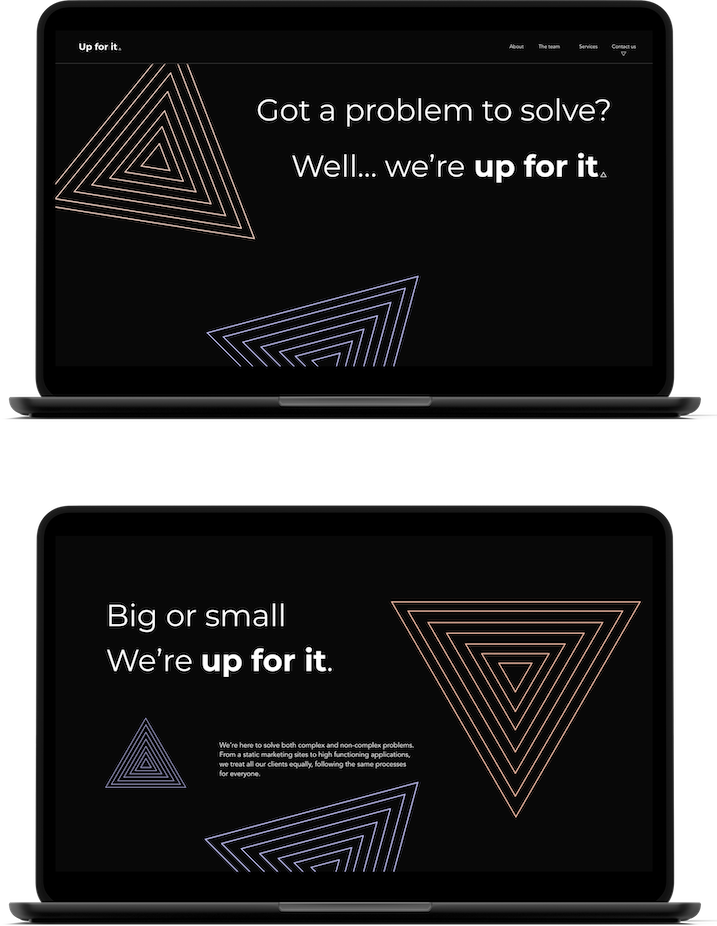 Up for it.
About The team Services Contact us
Got a problem to solve?
Well... we're up for it.
Big or small
We're up for it.
We're here to solve both complex and non-complex problems.
From a static marketing sites to high functioning applications,
we treat all our clients equally, following the same processes
for everyone.